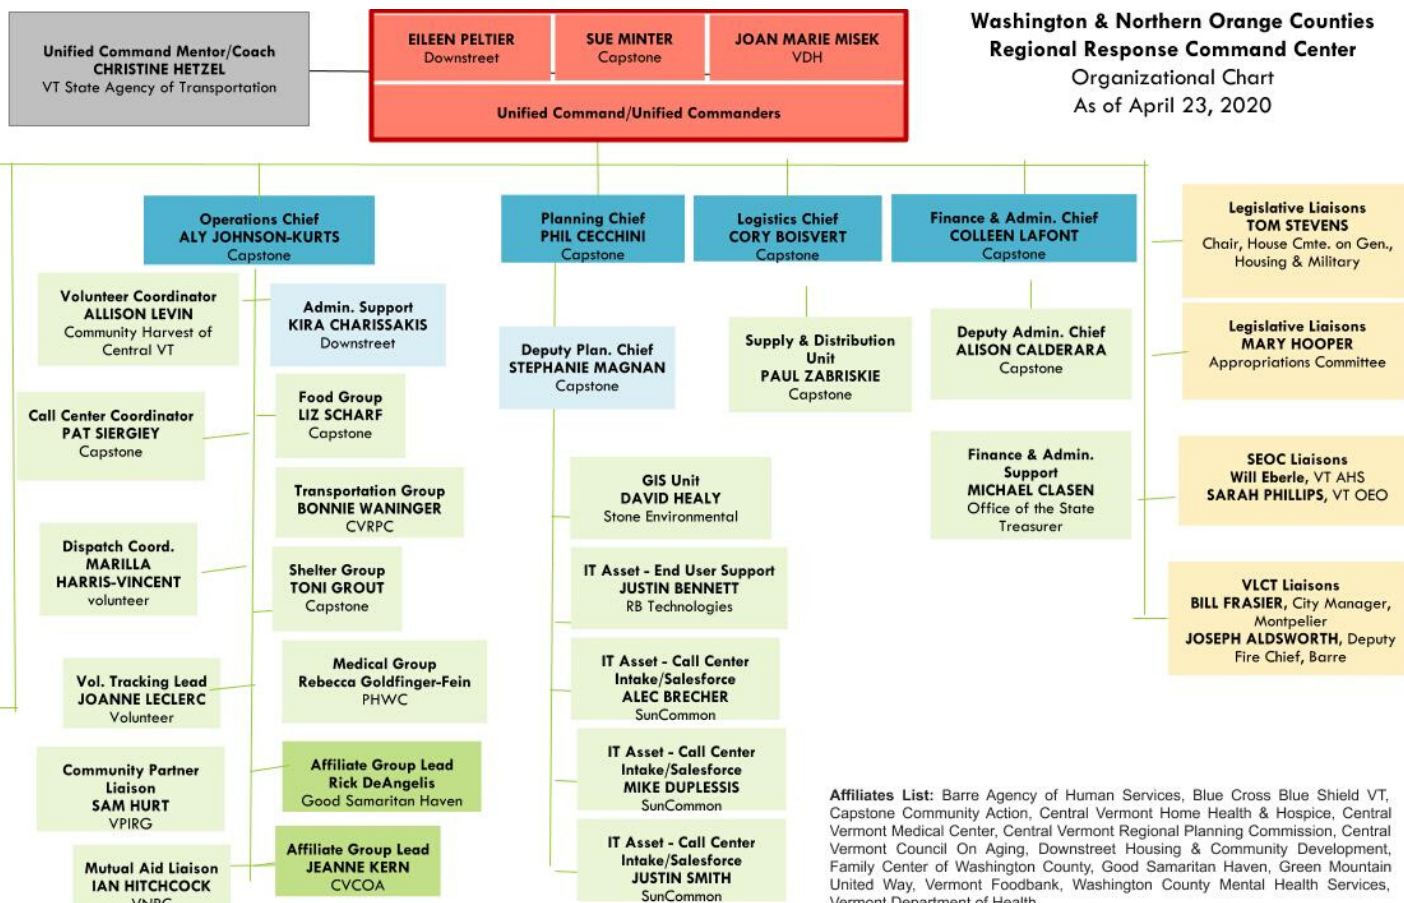 Unified Command Mentor/Coach
CHRISTINE HETZEL
VT State Agency of Transportation
EILEEN PELTIER
Downstreet
SUE MINTER
Capstone
JOAN MARIE MISEK
VDH
Unified Command/Unified Commanders
Washington & Northern Orange Counties
Regional Response Command Center
Organizational Chart
As of April 23, 2020
Operations Chief
ALY JOHNSON-KURTS
Capstone
Planning Chief
PHIL CECCHINI
Capstone
Logistics Chief
CORY BOISVERT
Capstone
Finance & Admin. Chief
COLLEEN LAFONT
Capstone
Legislative Liaisons
TOM STEVENS
Chair, House Cmte. on Gen.,
Housing & Military
Volunteer Coordinator
ALLISON LEVIN
Community Harvest of
Central VT
Admin. Support
KIRA CHARISSAKIS
Downstreet
Deputy Plan. Chief
STEPHANIE MAGNAN
Capstone
Supply & Distribution
Unit
PAUL ZABRISKIE
Capstone
Deputy Admin. Chief
ALISON CALDERARA
Capstone
Legislative Liaisons
MARY HOOPER
Appropriations Committee
Call Center Coordinator
PAT SIERGIEY
Capstone
Food Group
LIZ SCHARF
Capstone
Finance & Admin.
Support
MICHAEL CLASEN
Office of the State
Treasurer
SEOC Liaisons
Will Eberle, VT AHS
SARAH PHILLIPS, VT OEO
Transportation Group
BONNIE WANINGER
CVRPC
GIS Unit
DAVID HEALY
Stone Environmental
Dispatch Coord.
MARILLA
HARRIS-VINCENT
volunteer
Shelter Group
TONI GROUT
Capstone
IT Asset - End User Support
JUSTIN BENNETT
RB Technologies
VLCT Liaisons
BILL FRASIER, City Manager,
Montpelier
JOSEPH ALDSWORTH, Deputy
Fire Chief, Barre
Vol. Tracking Lead
JOANNE LECLERC
Volunteer
Medical Group
Rebecca Goldfinger-Fein
PHWC
IT Asset - Call Center
Intake/Salesforce
ALEC BRECHER
SunCommon
Community Partner
Liaison
SAM HURT
VPIRG
Affiliate Group Lead
Rick DeAngelis
Good Samaritan Haven
IT Asset - Call Center
Intake/Salesforce
MIKE DUPLESSIS
SunCommon
Mutual Aid Liaison
IAN HITCHCOCK
VNRC
Affiliate Group Lead
JEANNE KERN
CVCOA
IT Asset - Call Center
Intake/Salesforce
JUSTIN SMITH
SunCommon
Affiliates List: Barre Agency of Human Services, Blue Cross Blue Shield VT,
Capstone Community Action, Central Vermont Home Health & Hospice, Central
Vermont Medical Center, Central Vermont Regional Planning Commission, Central
Vermont Council On Aging, Downstreet Housing & Community Development,
Family Center of Washington County, Good Samaritan Haven, Green Mountain
United Way, Vermont Foodbank, Washington County Mental Health Services,
Vermont Department of Health